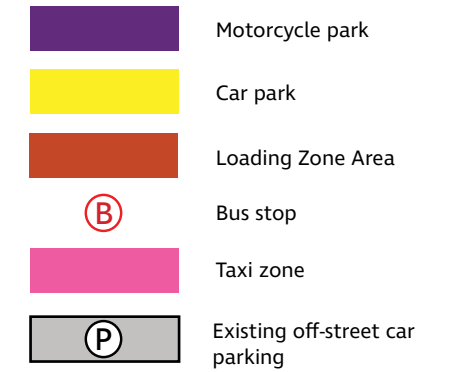 Motorcycle park
Car park
Loading Zone Area
B Bus stop
Taxi zone
P Existing off-street car
parking